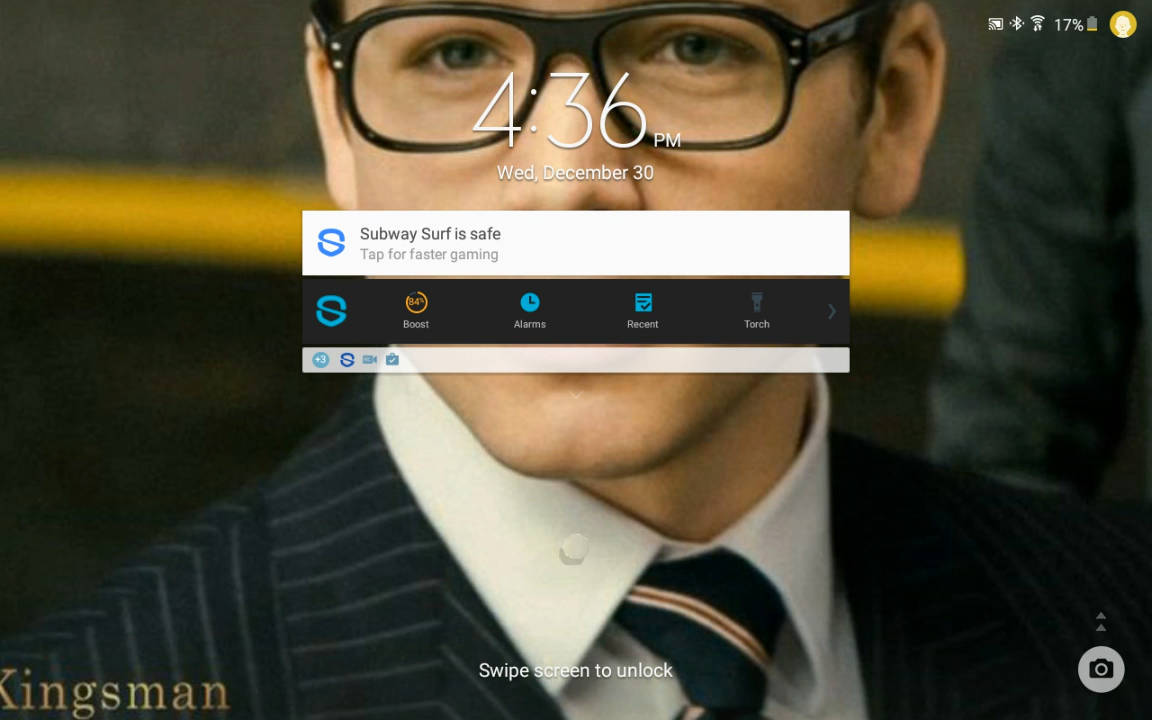 17%
4:36 PM
Wed, December 30
Subway Surf is safe
Tap for faster gaming
84%
Boost
Alarms
Recent
Torch
+3
Swipe screen to unlock
Kingsman